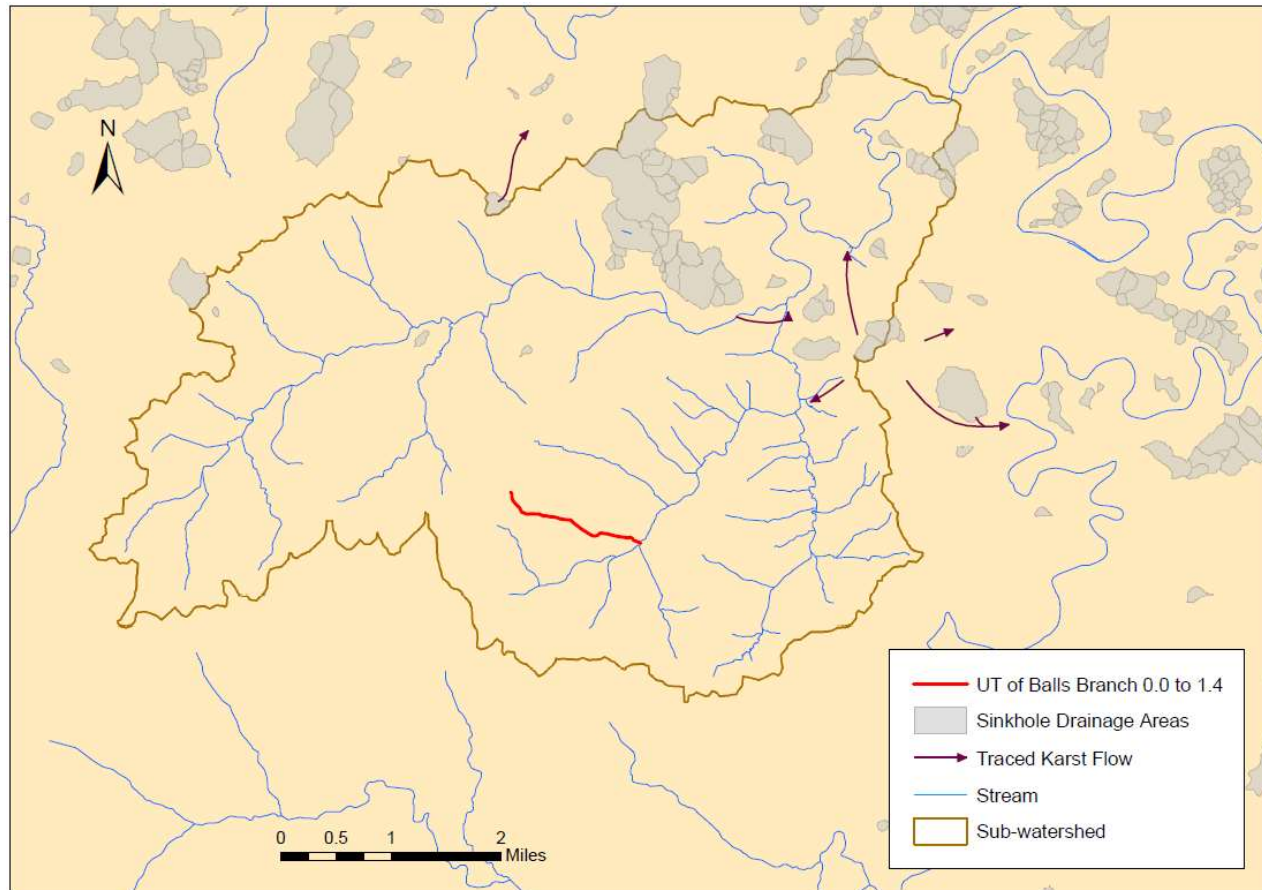 N
UT of Balls Branch 0.0 to 1.4
Sinkhole Drainage Areas
Traced Karst Flow
Stream
Sub-watershed
0 0.5 1 2
Miles